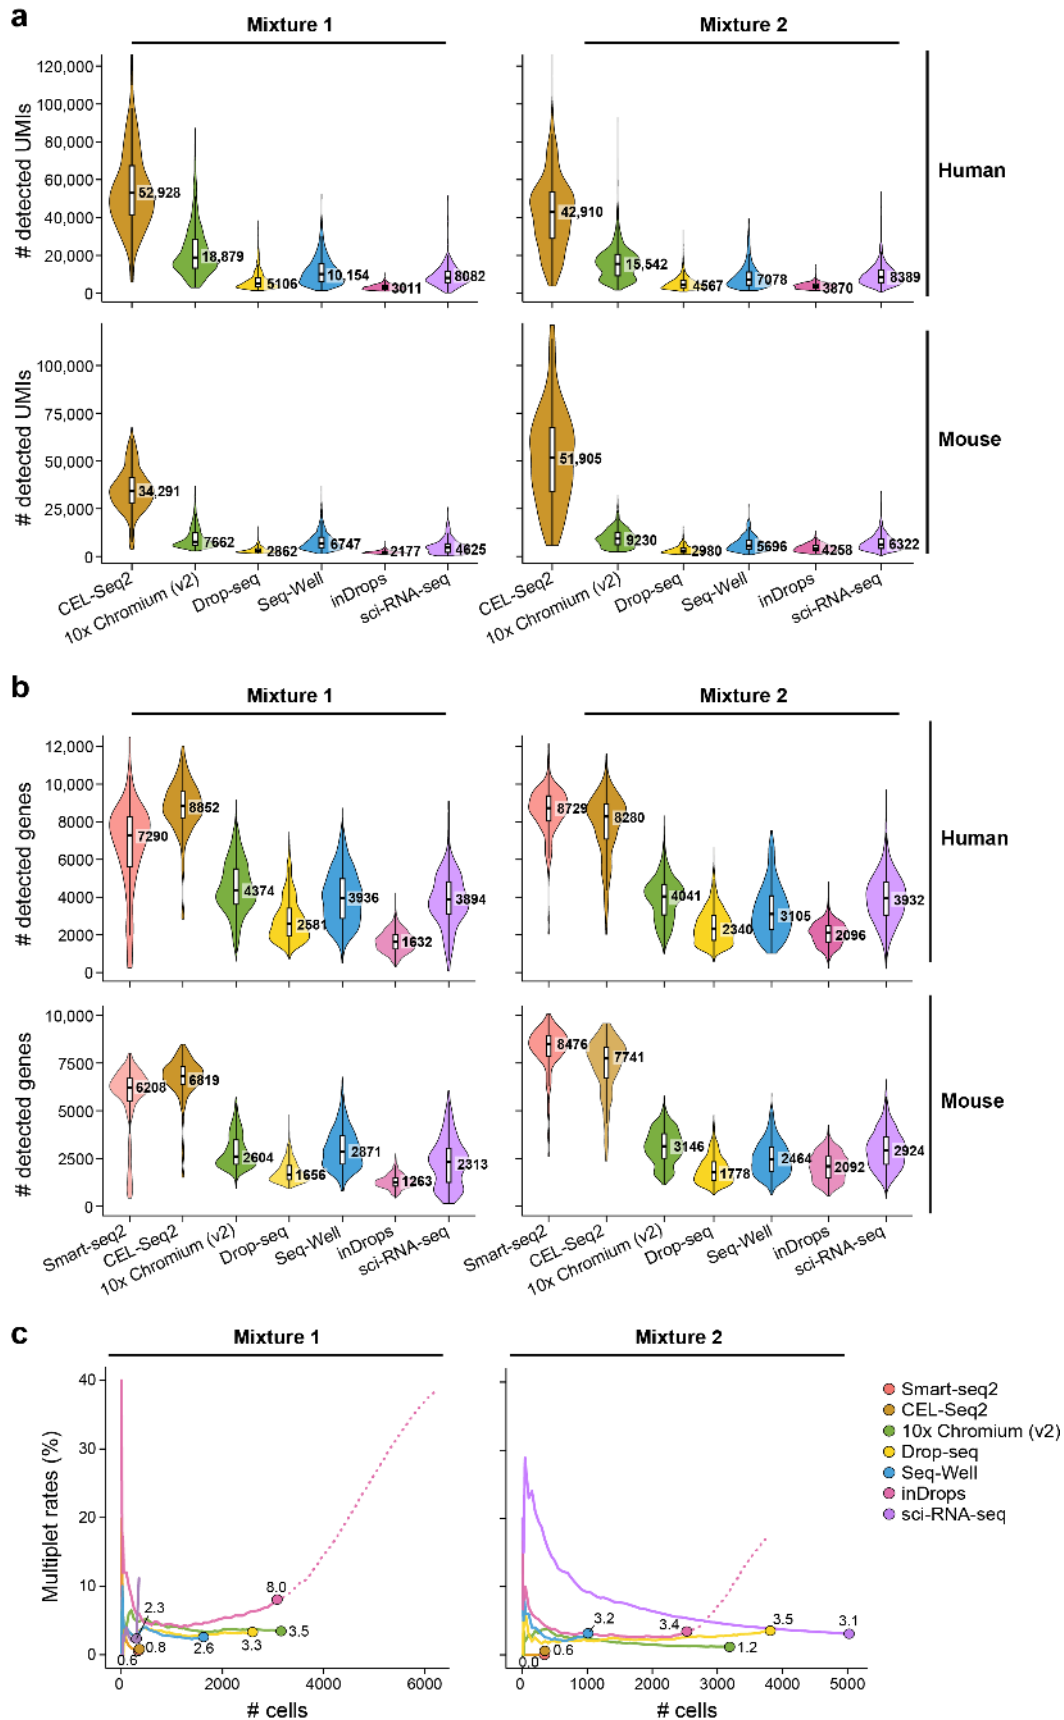 a
Mixture 1
Mixture 2
# detected UMIs
120,000
80,000
60,000
40,000
20,000
0
52,928
18,879
5106
10,154
3011
8082
42,910
15,542
4567
7078
3870
8389
Human
# detected UMIs
100,000
75,000
50,000
25,000
0
34,291
7662
2862
6747
2177
4625
51,905
9230
2980
5696
4258
6322
Mouse
CEL-Seq2
10x Chromium (v2)
Drop-seq
Seq-Well
inDrops
sci-RNA-seq
CEL-Seq2
10x Chromium (v2)
Drop-seq
Seq-Well
inDrops
sci-RNA-seq
b
Mixture 1
Mixture 2
# detected genes
12,000
10,000
8000
6000
4000
2000
0
7290
8852
4374
2581
3936
1632
3894
8729
8280
4041
2340
3105
2096
3932
Human
# detected genes
10,000
7500
5000
2500
0
6208
6819
2604
1656
2871
1263
2313
8476
7741
3146
1778
2464
2092
2924
Mouse
Smart-seq2
CEL-Seq2
10x Chromium (v2)
Drop-seq
Seq-Well
inDrops
sci-RNA-seq
Smart-seq2
CEL-Seq2
10x Chromium (v2)
Drop-seq
Seq-Well
inDrops
sci-RNA-seq
c
Mixture 1
Mixture 2
Multiplet rates (%)
40
30
20
10
0
2.3
0.8
0.6
2.6
3.3
8.0
3.5
0 2000 4000 6000
# cells
0.0
0.6
3.2
3.4
1.2
3.5
3.1
0 1000 2000 3000 4000 5000
# cells
Smart-seq2
CEL-Seq2
10x Chromium (v2)
Drop-seq
Seq-Well
inDrops
sci-RNA-seq